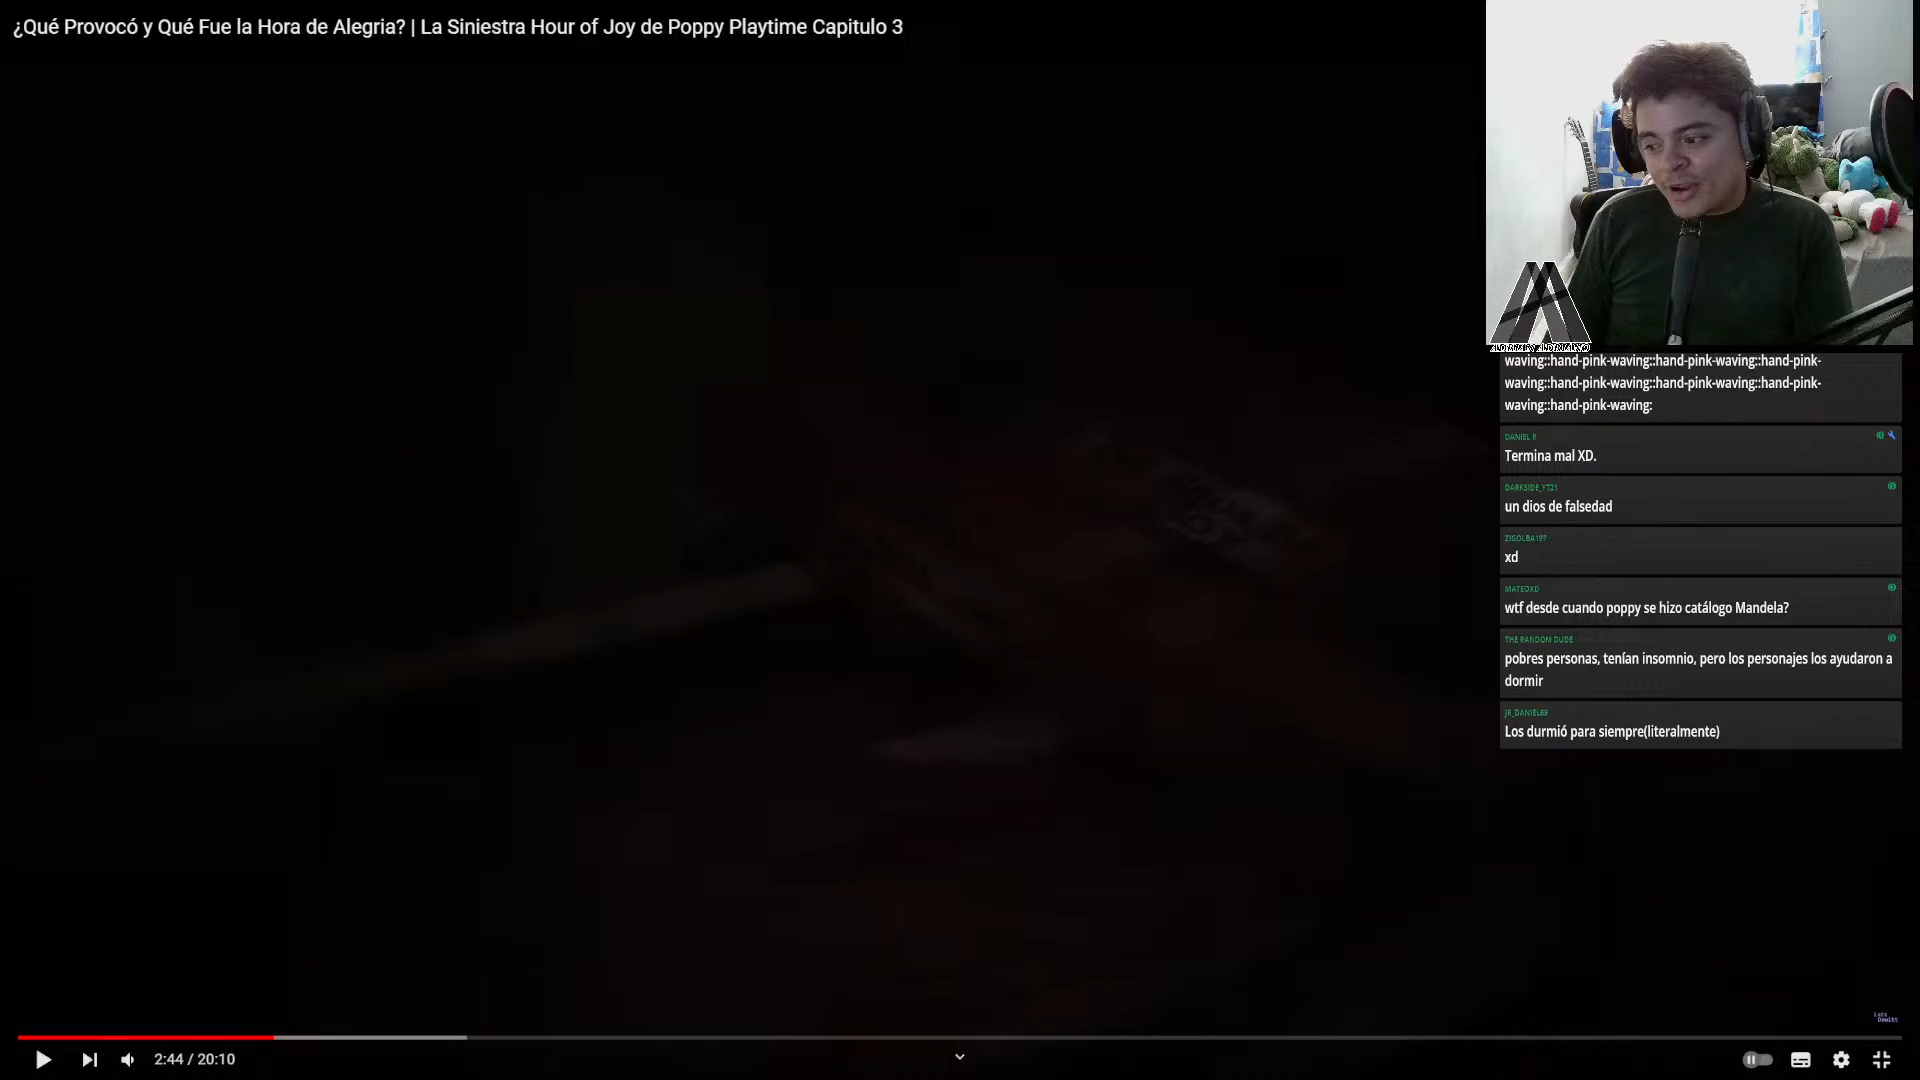 ¿Qué Provocó y Qué Fue la Hora de Alegria? | La Siniestra Hour of Joy de Poppy Playtime Capitulo 3
waving::hand-pink-waving::hand-pink-waving::hand-pink-
waving::hand-pink-waving::hand-pink-waving::hand-pink-
waving::hand-pink-waving:
DANIEL R
Termina mal XD.
DARKSIDE_YT21
un dios de falsedad
ZIGOLBA197
xd
MATEOXD
wtf desde cuando poppy se hizo catálogo Mandela?
THE RANDOM DUDE
pobres personas, tenían insomnio, pero los personajes los ayudaron a
dormir
JR_DANIEL69
Los durmió para siempre(literalmente)
Luis
Dewitt
2:44 / 20:10